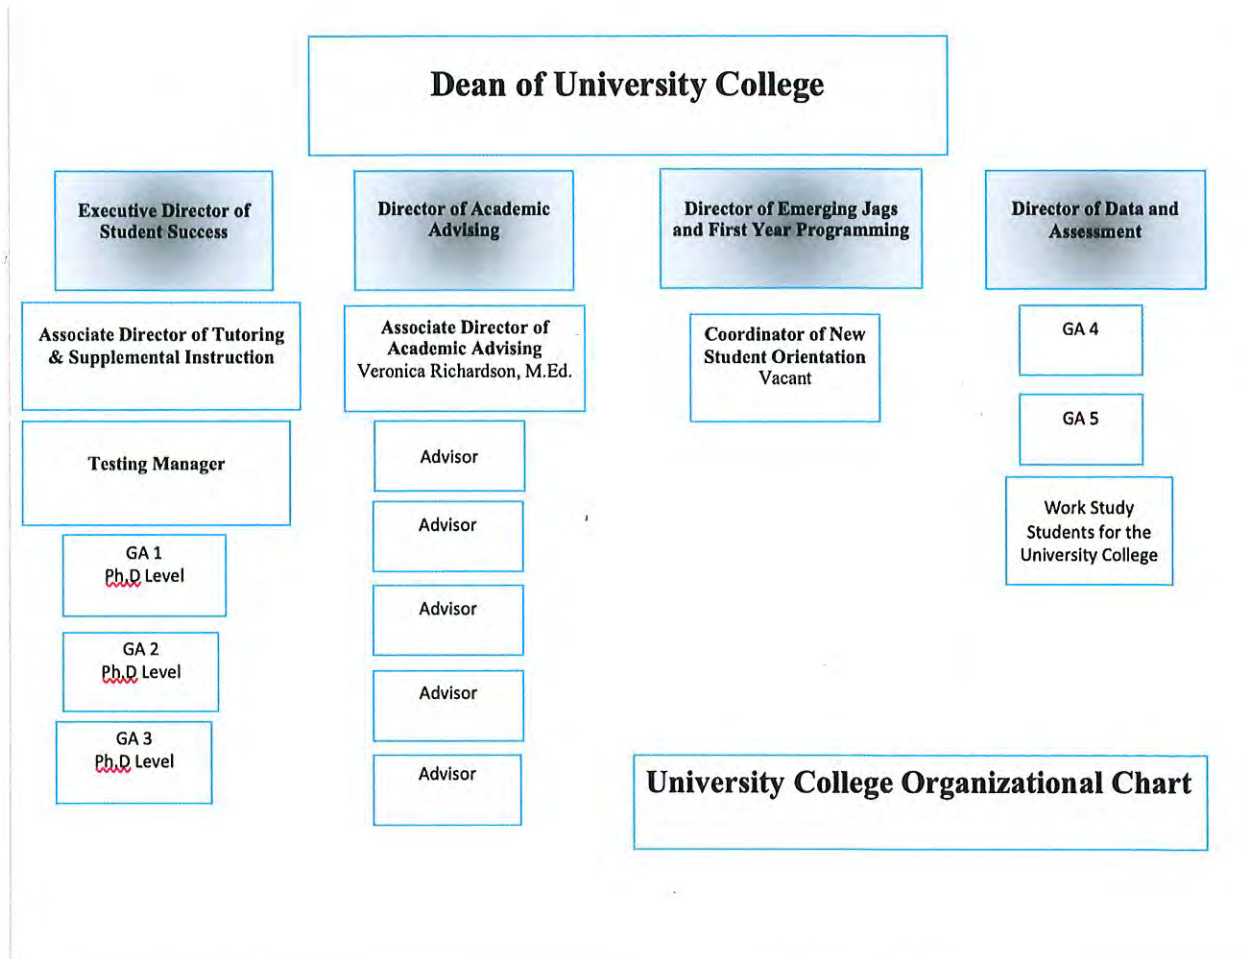 Dean of University College
Executive Director of
Student Success
Associate Director of Tutoring
& Supplemental Instruction
Testing Manager
GA 1
Ph.D Level
GA 2
Ph.D Level
GA 3
Ph.D Level
Director of Academic
Advising
Associate Director of
Academic Advising
Veronica Richardson, M.Ed.
Advisor
Advisor
Advisor
Advisor
Advisor
Director of Emerging Jags
and First Year Programming
Coordinator of New
Student Orientation
Vacant
Director of Data and
Assessment
GA 4
GA 5
Work Study
Students for the
University College
University College Organizational Chart